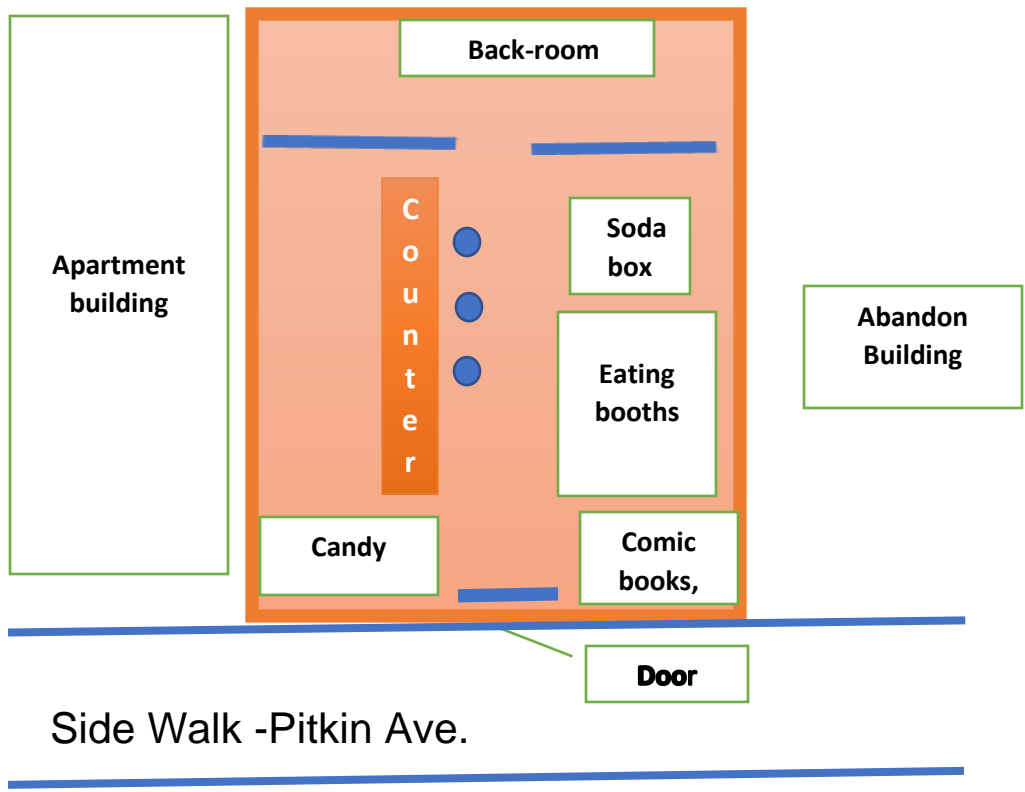 Back-room
Apartment
building
C
o
u
n
t
e
r
Soda
box
Eating
booths
Abandon
Building
Candy
Comic
books,
Door
Side Walk -Pitkin Ave.